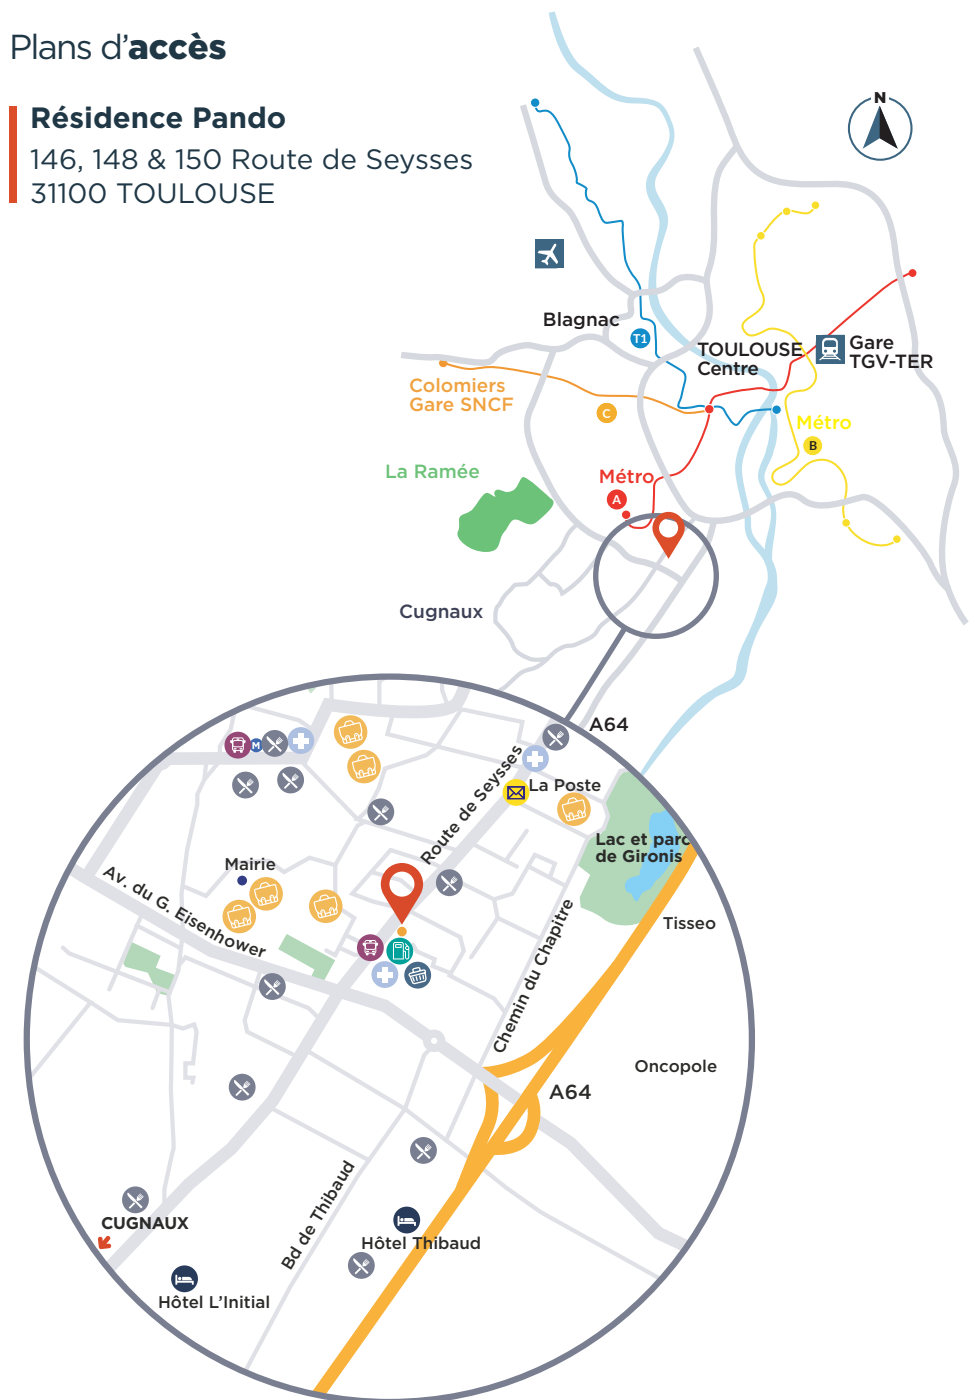 Plans d'accès
Résidence Pando
146, 148 & 150 Route de Seysses
31100 TOULOUSE
N
Blagnac
T1
TOULOUSE
Centre
Gare
TGV-TER
Colomiers
Gare SNCF
C
Métro
B
La Ramée
Métro
A
Cugnaux
A64
M
Route de Seysses
La Poste
Lac et parc
de Gironis
Mairie
Av. du G. Eisenhower
Chemin du Chapitre
Tisseo
Oncopole
A64
Bd de Thibaud
CUGNAUX
Hôtel Thibaud
Hôtel L'Initial